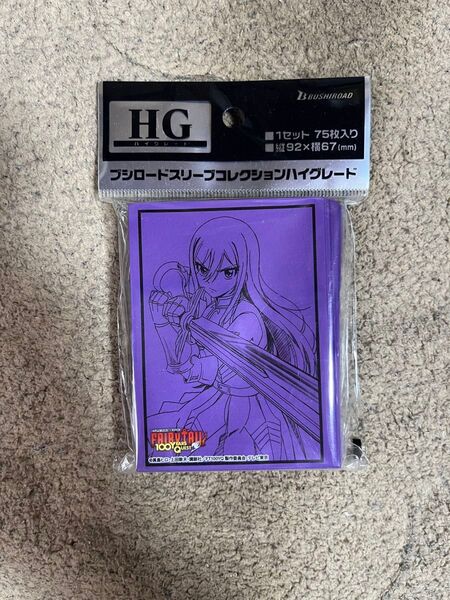 HG
ハイグレード
BUSHIROAD
■1セット 75枚入り
■縦92×横67(mm)
ブシロードスリーブコレクションハイグレード
FAIRY TAIL
100 YEARS QUEST